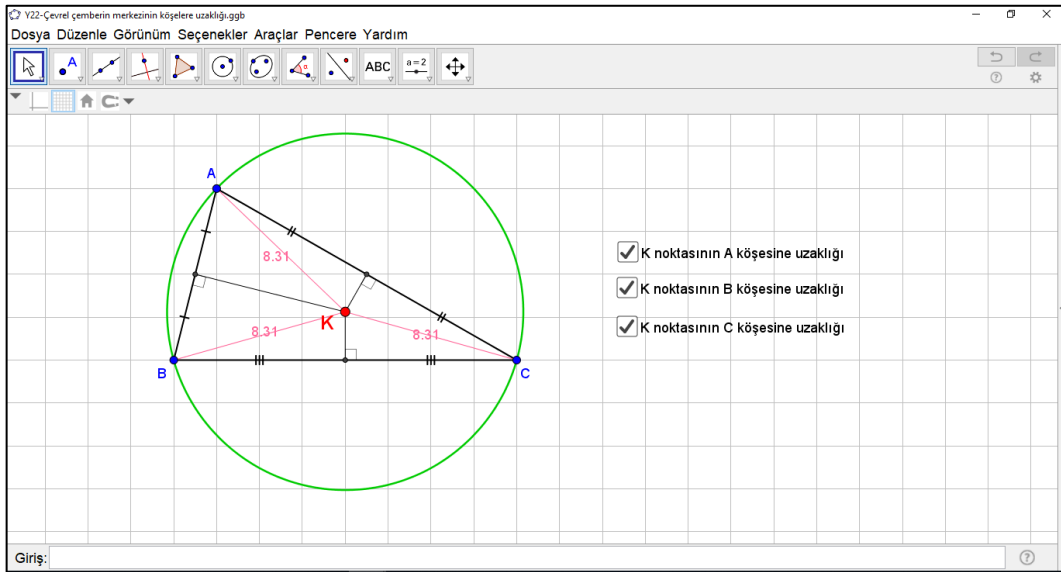 Y22-Çevrel çemberin merkezinin köşelere uzaklığı.ggb
Dosya Düzenle Görünüm Seçenekler Araçlar Pencere Yardım
A ABC a=2
A
8.31
K noktasının A köşesine uzaklığı
K noktasının B köşesine uzaklığı
K
8.31 8.31
K noktasının C köşesine uzaklığı
B C
Giriş: